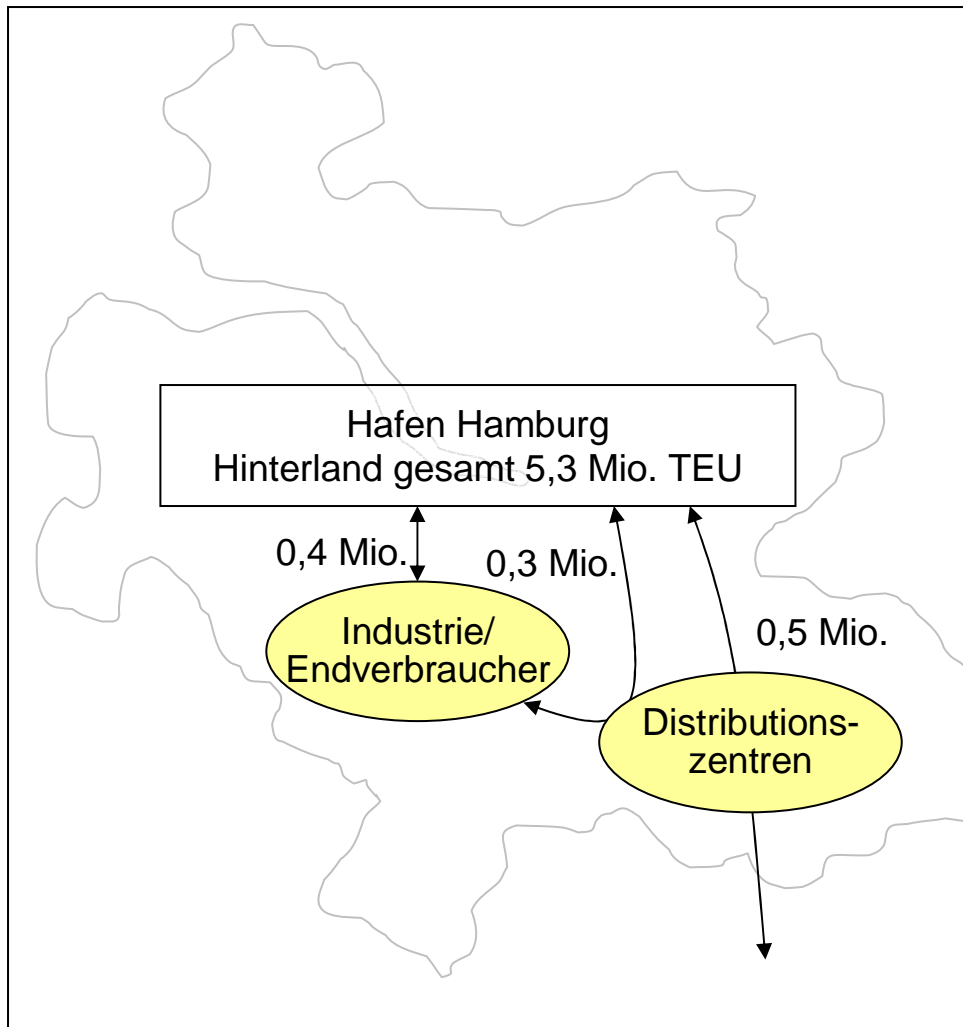 Hafen Hamburg
Hinterland gesamt 5,3 Mio. TEU
0,4 Mio.
0,3 Mio.
0,5 Mio.
Industrie/
Endverbraucher
Distributions-
zentren